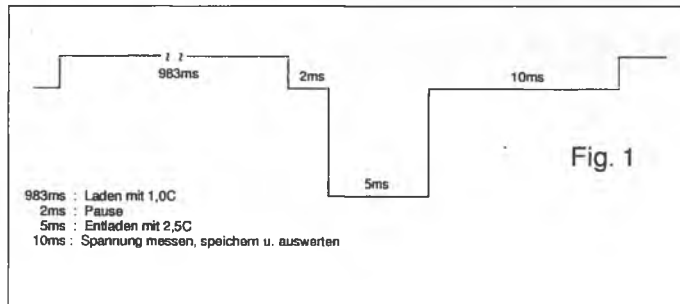 983ms
2ms
10ms
5ms
Fig. 1
983ms : Laden mit 1,0C
2ms : Pause
5ms : Entladen mit 2,5C
10ms : Spannung messen, speichern u. auswerten